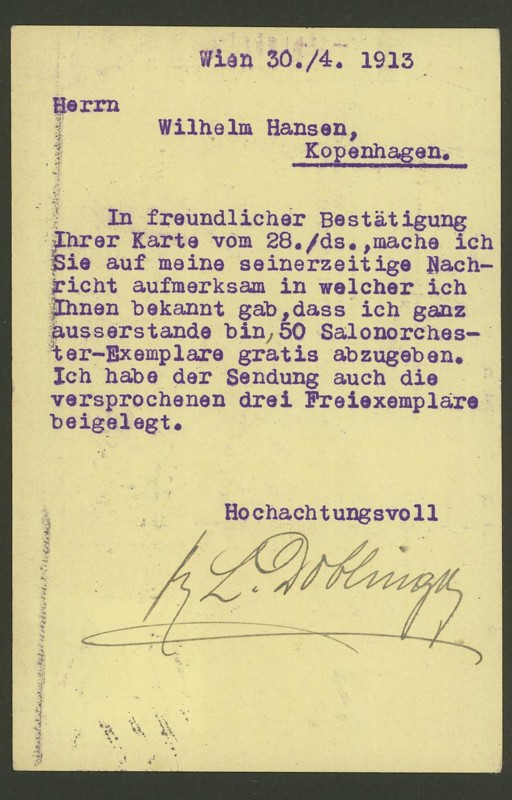 Wien 30./4. 1913
Herrn
Wilhelm Hansen,
Kopenhagen.
In freundlicher Bestätigung
Ihrer Karte vom 28./ds.,mache ich
Sie auf meine seinerzeitige Nach-
richt aufmerksam in welcher ich
Ihnen bekannt gab,dass ich ganz
ausserstande bin,50 Salonorches-
ter-Exemplare gratis abzugeben.
Ich habe der Sendung auch die
versprochenen drei Freiexemplare
beigelegt.
Hochachtungsvoll
L. Doblinger